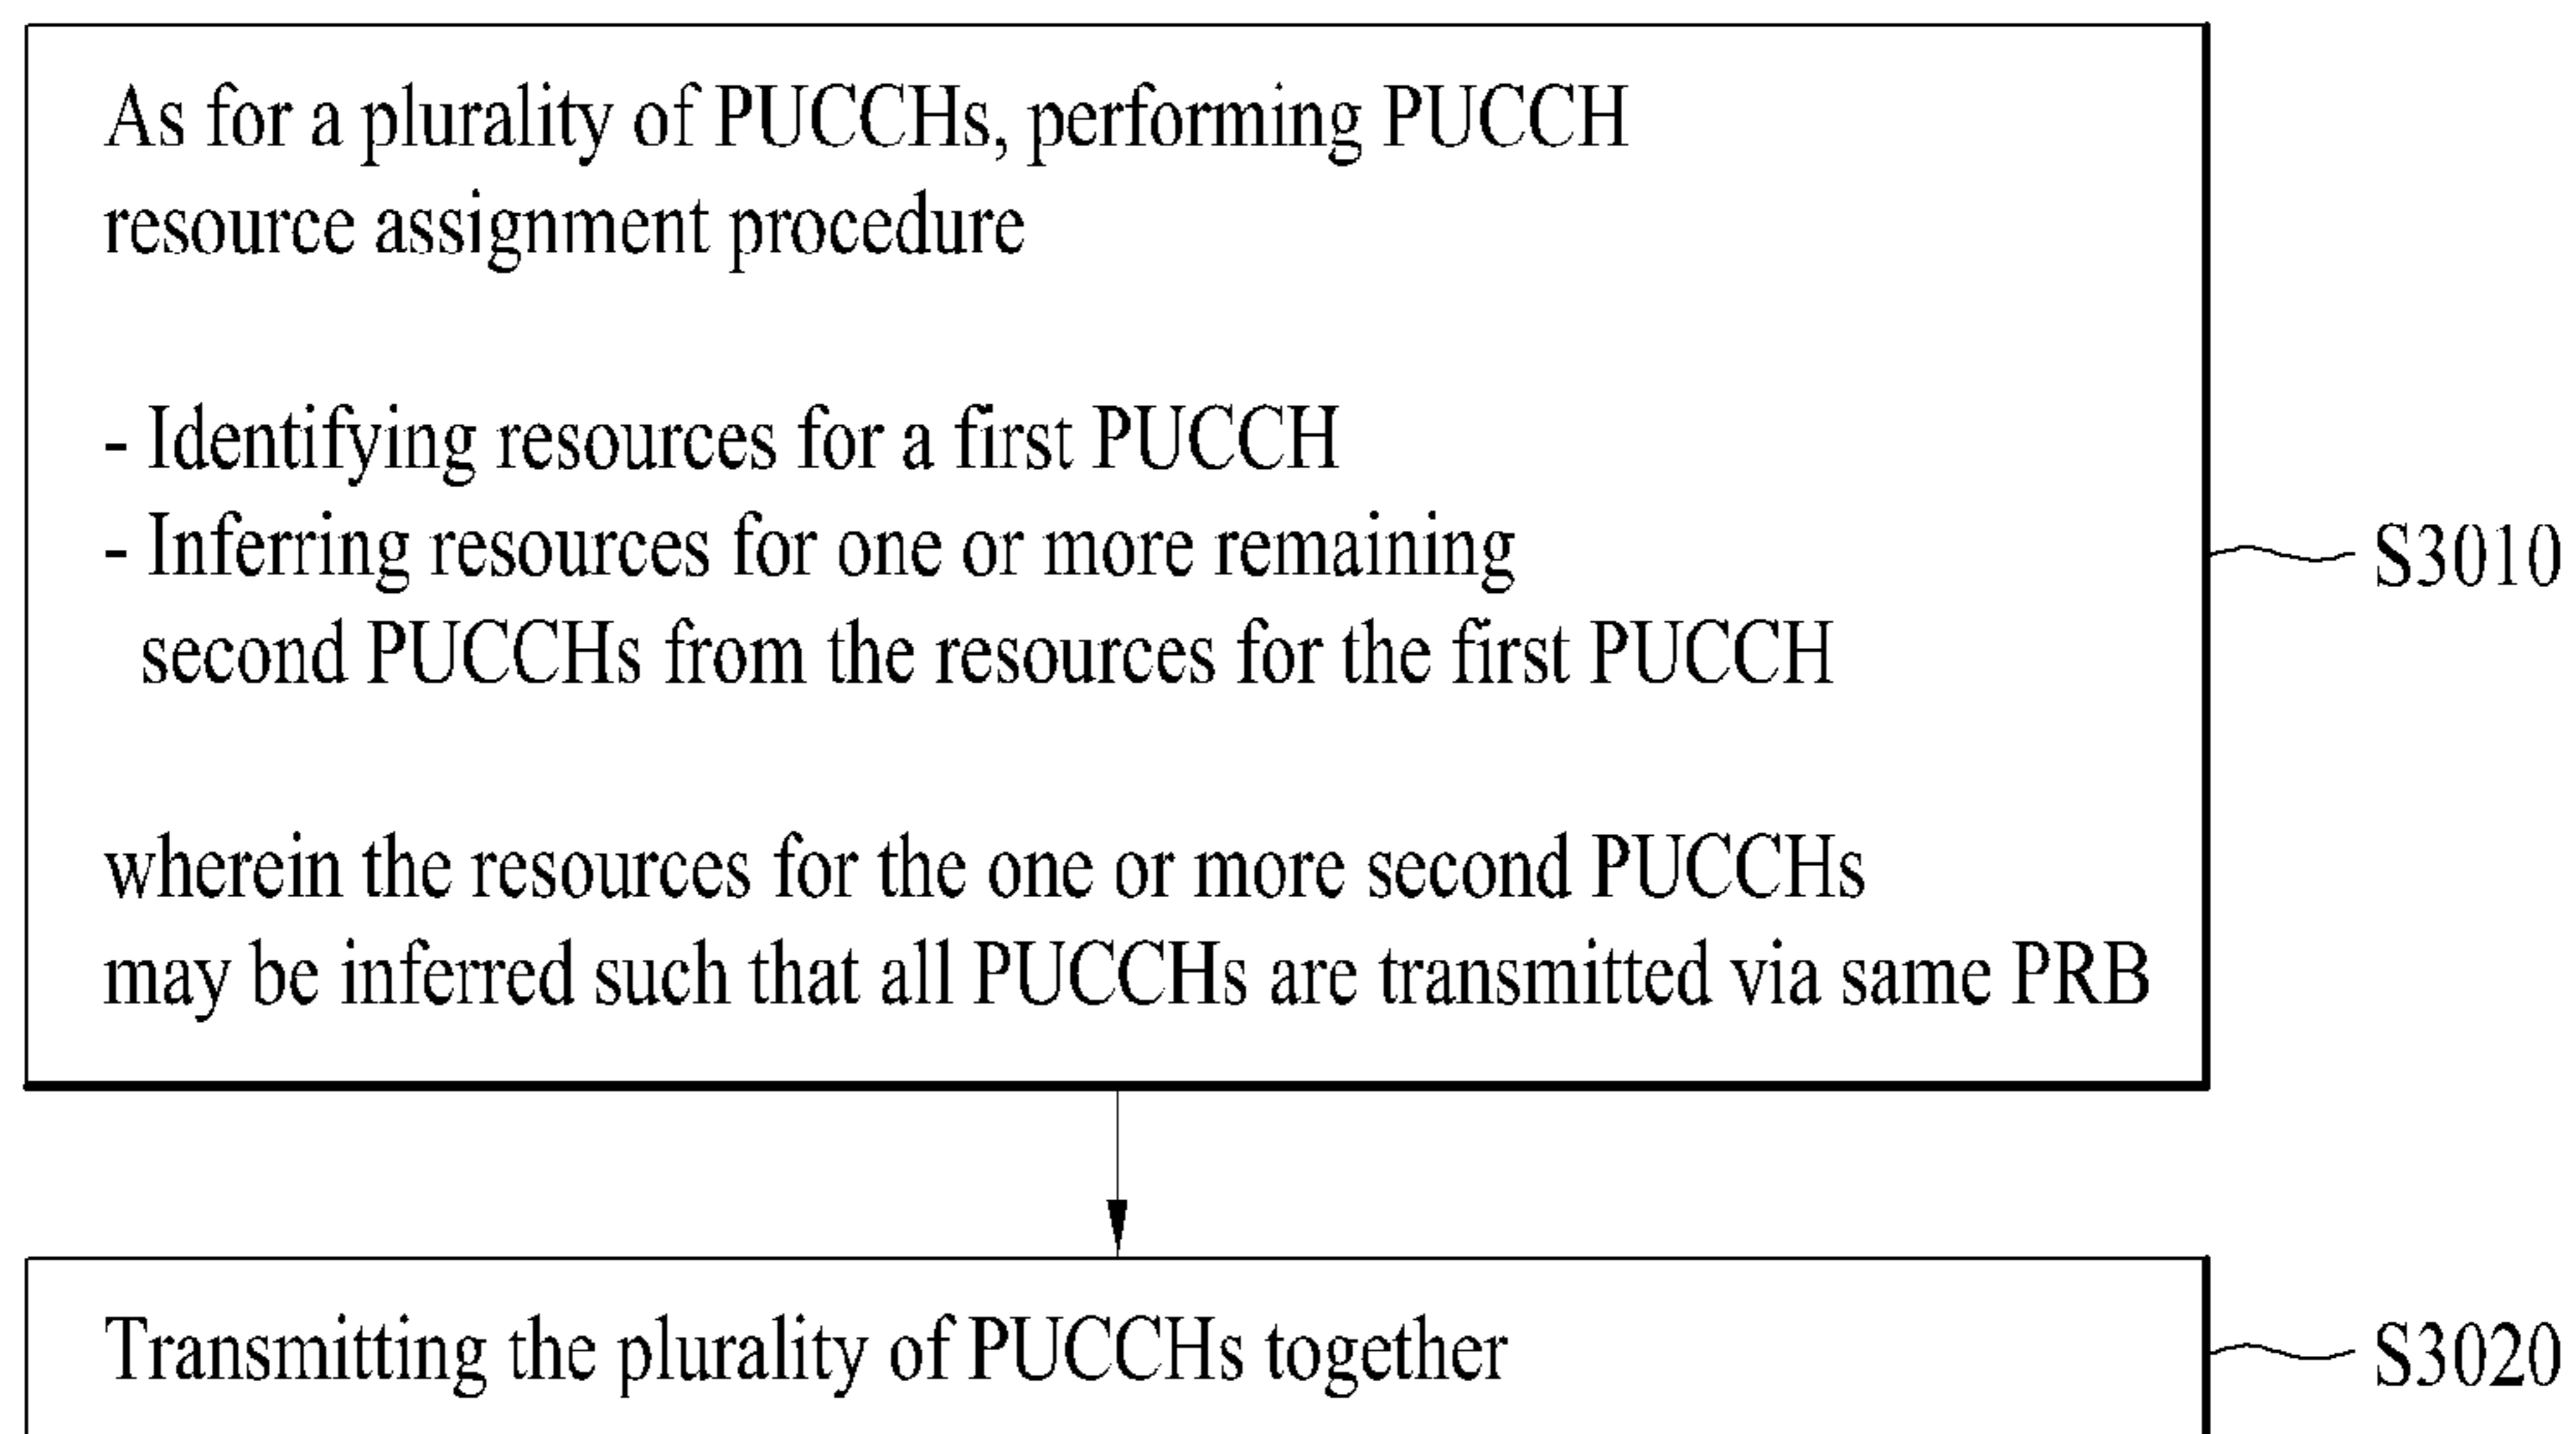 As for a plurality of PUCCHs, performing PUCCH
resource assignment procedure
- Identifying resources for a first PUCCH
- Inferring resources for one or more remaining
second PUCCHs from the resources for the first PUCCH
S3010
wherein the resources for the one or more second PUCCHs
may be inferred such that all PUCCHs are transmitted via same PRB
Transmitting the plurality of PUCCHs together
S3020